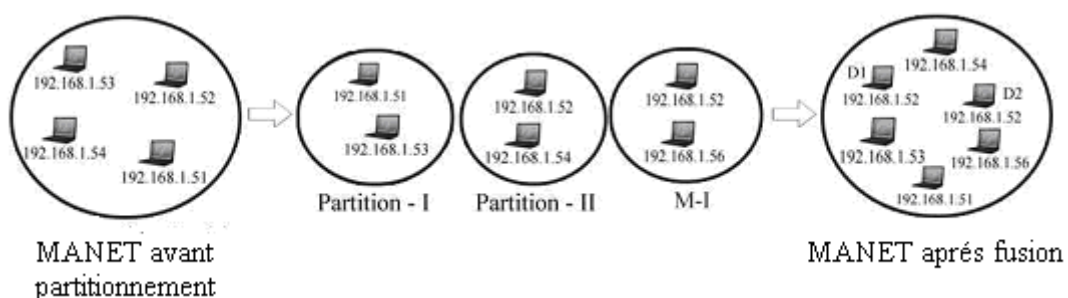 192.168.1.53
192.168.1.52
192.168.1.54
192.168.1.51
MANET avant
partitionnement
192.168.1.51
192.168.1.53
Partition - I
192.168.1.52
192.168.1.54
Partition - II
192.168.1.52
192.168.1.56
M-I
192.168.1.54
D1
192.168.1.52
D2
192.168.1.52
192.168.1.53
192.168.1.56
192.168.1.51
MANET aprés fusion